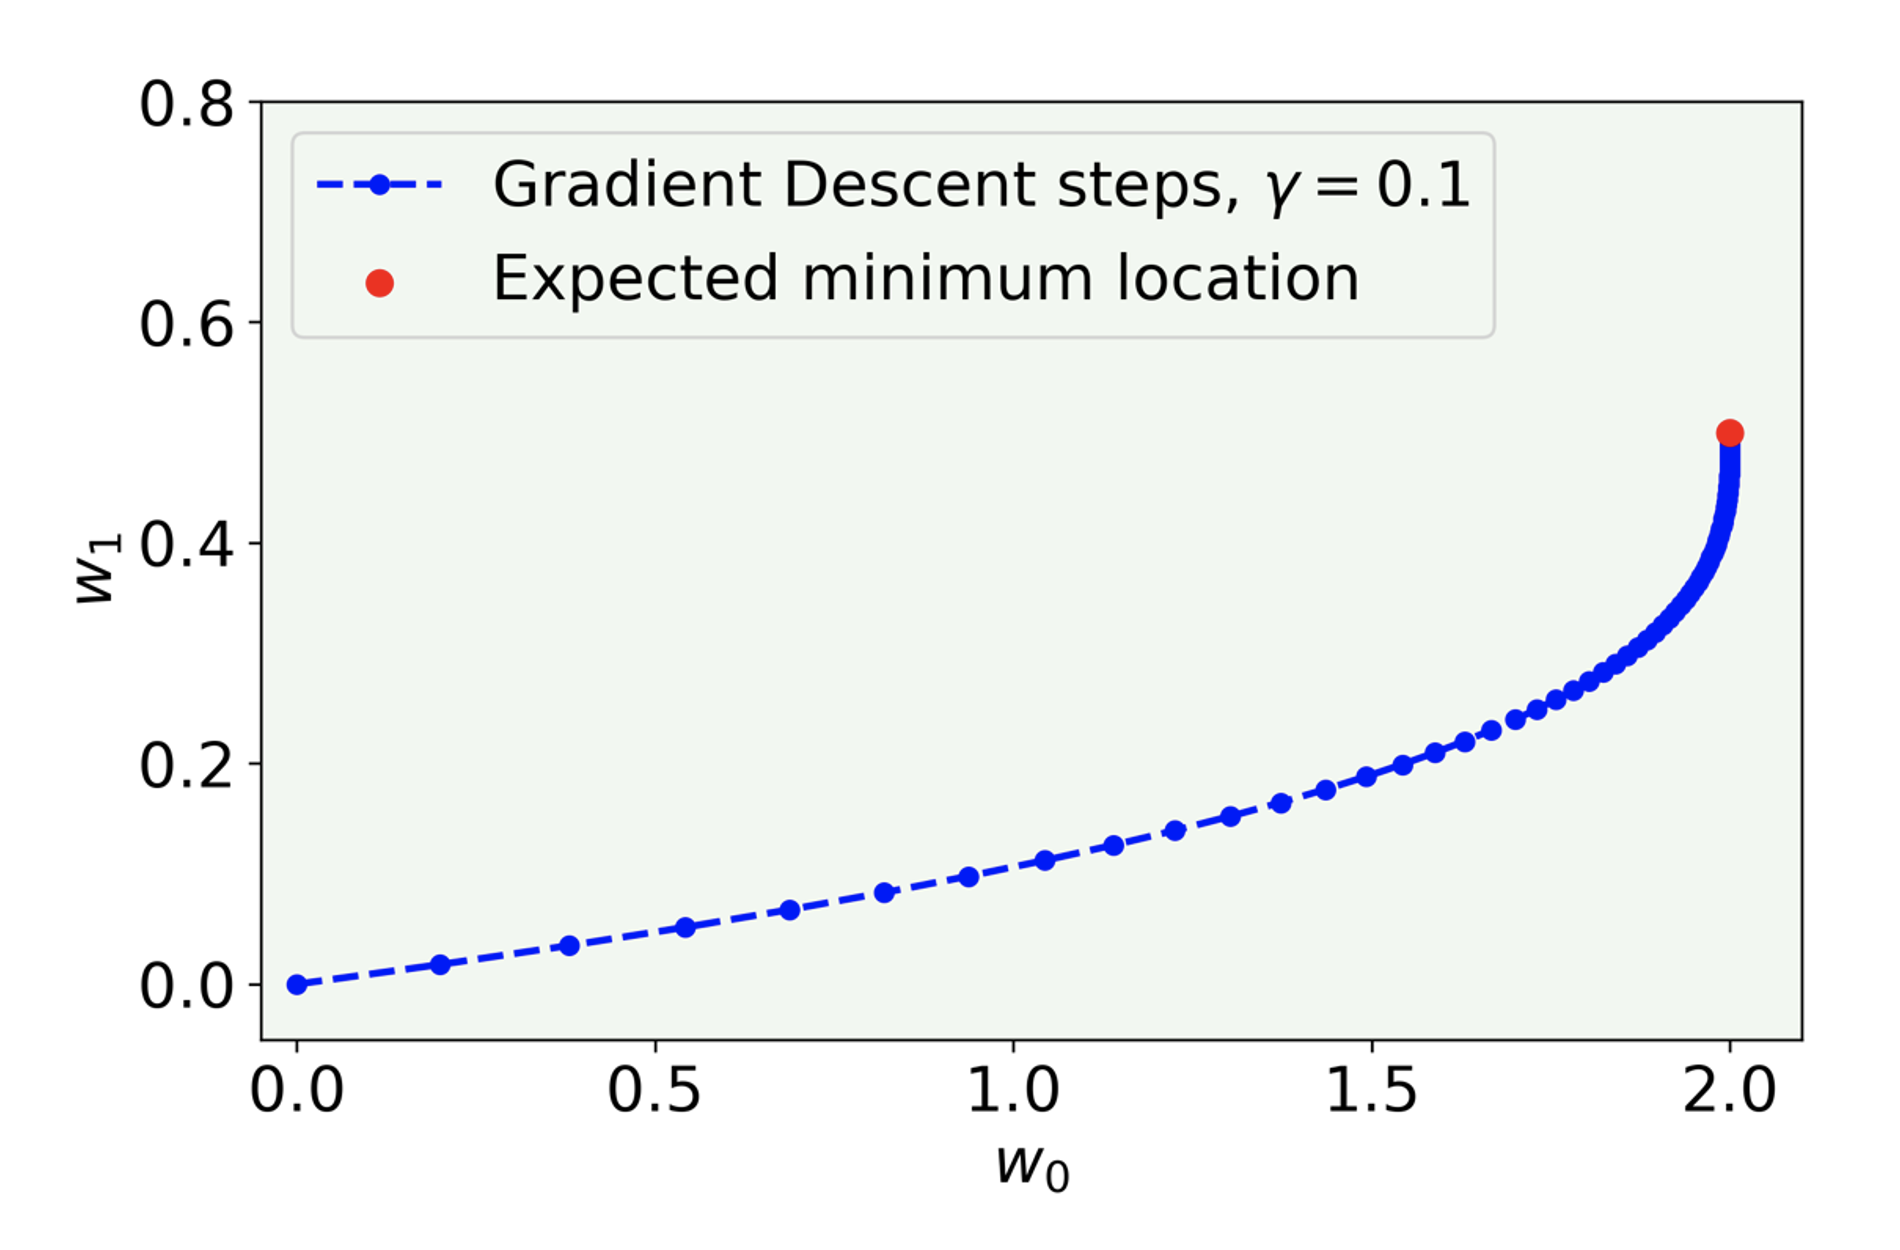 0.8
Gradient Descent steps, γ = 0.1
Expected minimum location
0.6
0.4
0.2
0.0
w₁
0.0 0.5 1.0 1.5 2.0
w₀